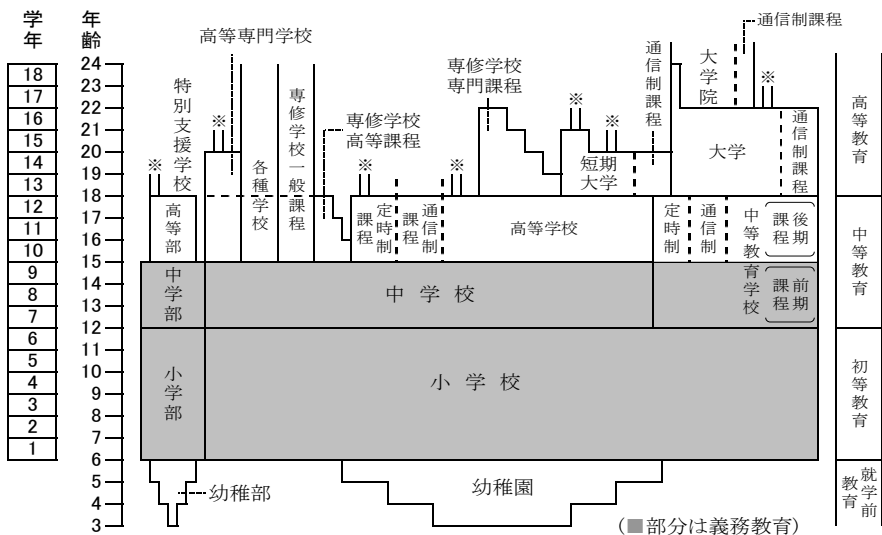 学年
年齢
18
17
16
15
14
13
12
11
10
9
8
7
6
5
4
3
2
1
24
23
22
21
20
19
18
17
16
15
14
13
12
11
10
9
8
7
6
5
4
3
特別支援学校
※
高等部
中学部
小学部
幼稚部
高等専門学校
※
各種学校
専修学校一般課程
専修学校
高等課程
※
定時制
課程
通信制
課程
※
高等学校
専修学校
専門課程
※
※
短期
大学
通信制課程
大学院
通信制課程
※
大学
通信制課程
定時制
通信制
中等教育学校
後期
課程
前期
課程
中学校
小学校
幼稚園
高等教育
中等教育
初等教育
就学前
教育
(■部分は義務教育)